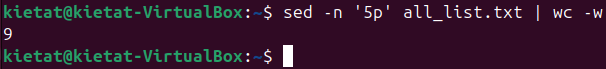 kietat@kietat-VirtualBox:~$ sed -n '5p' all_list.txt | wc -w
9
kietat@kietat-VirtualBox:~$